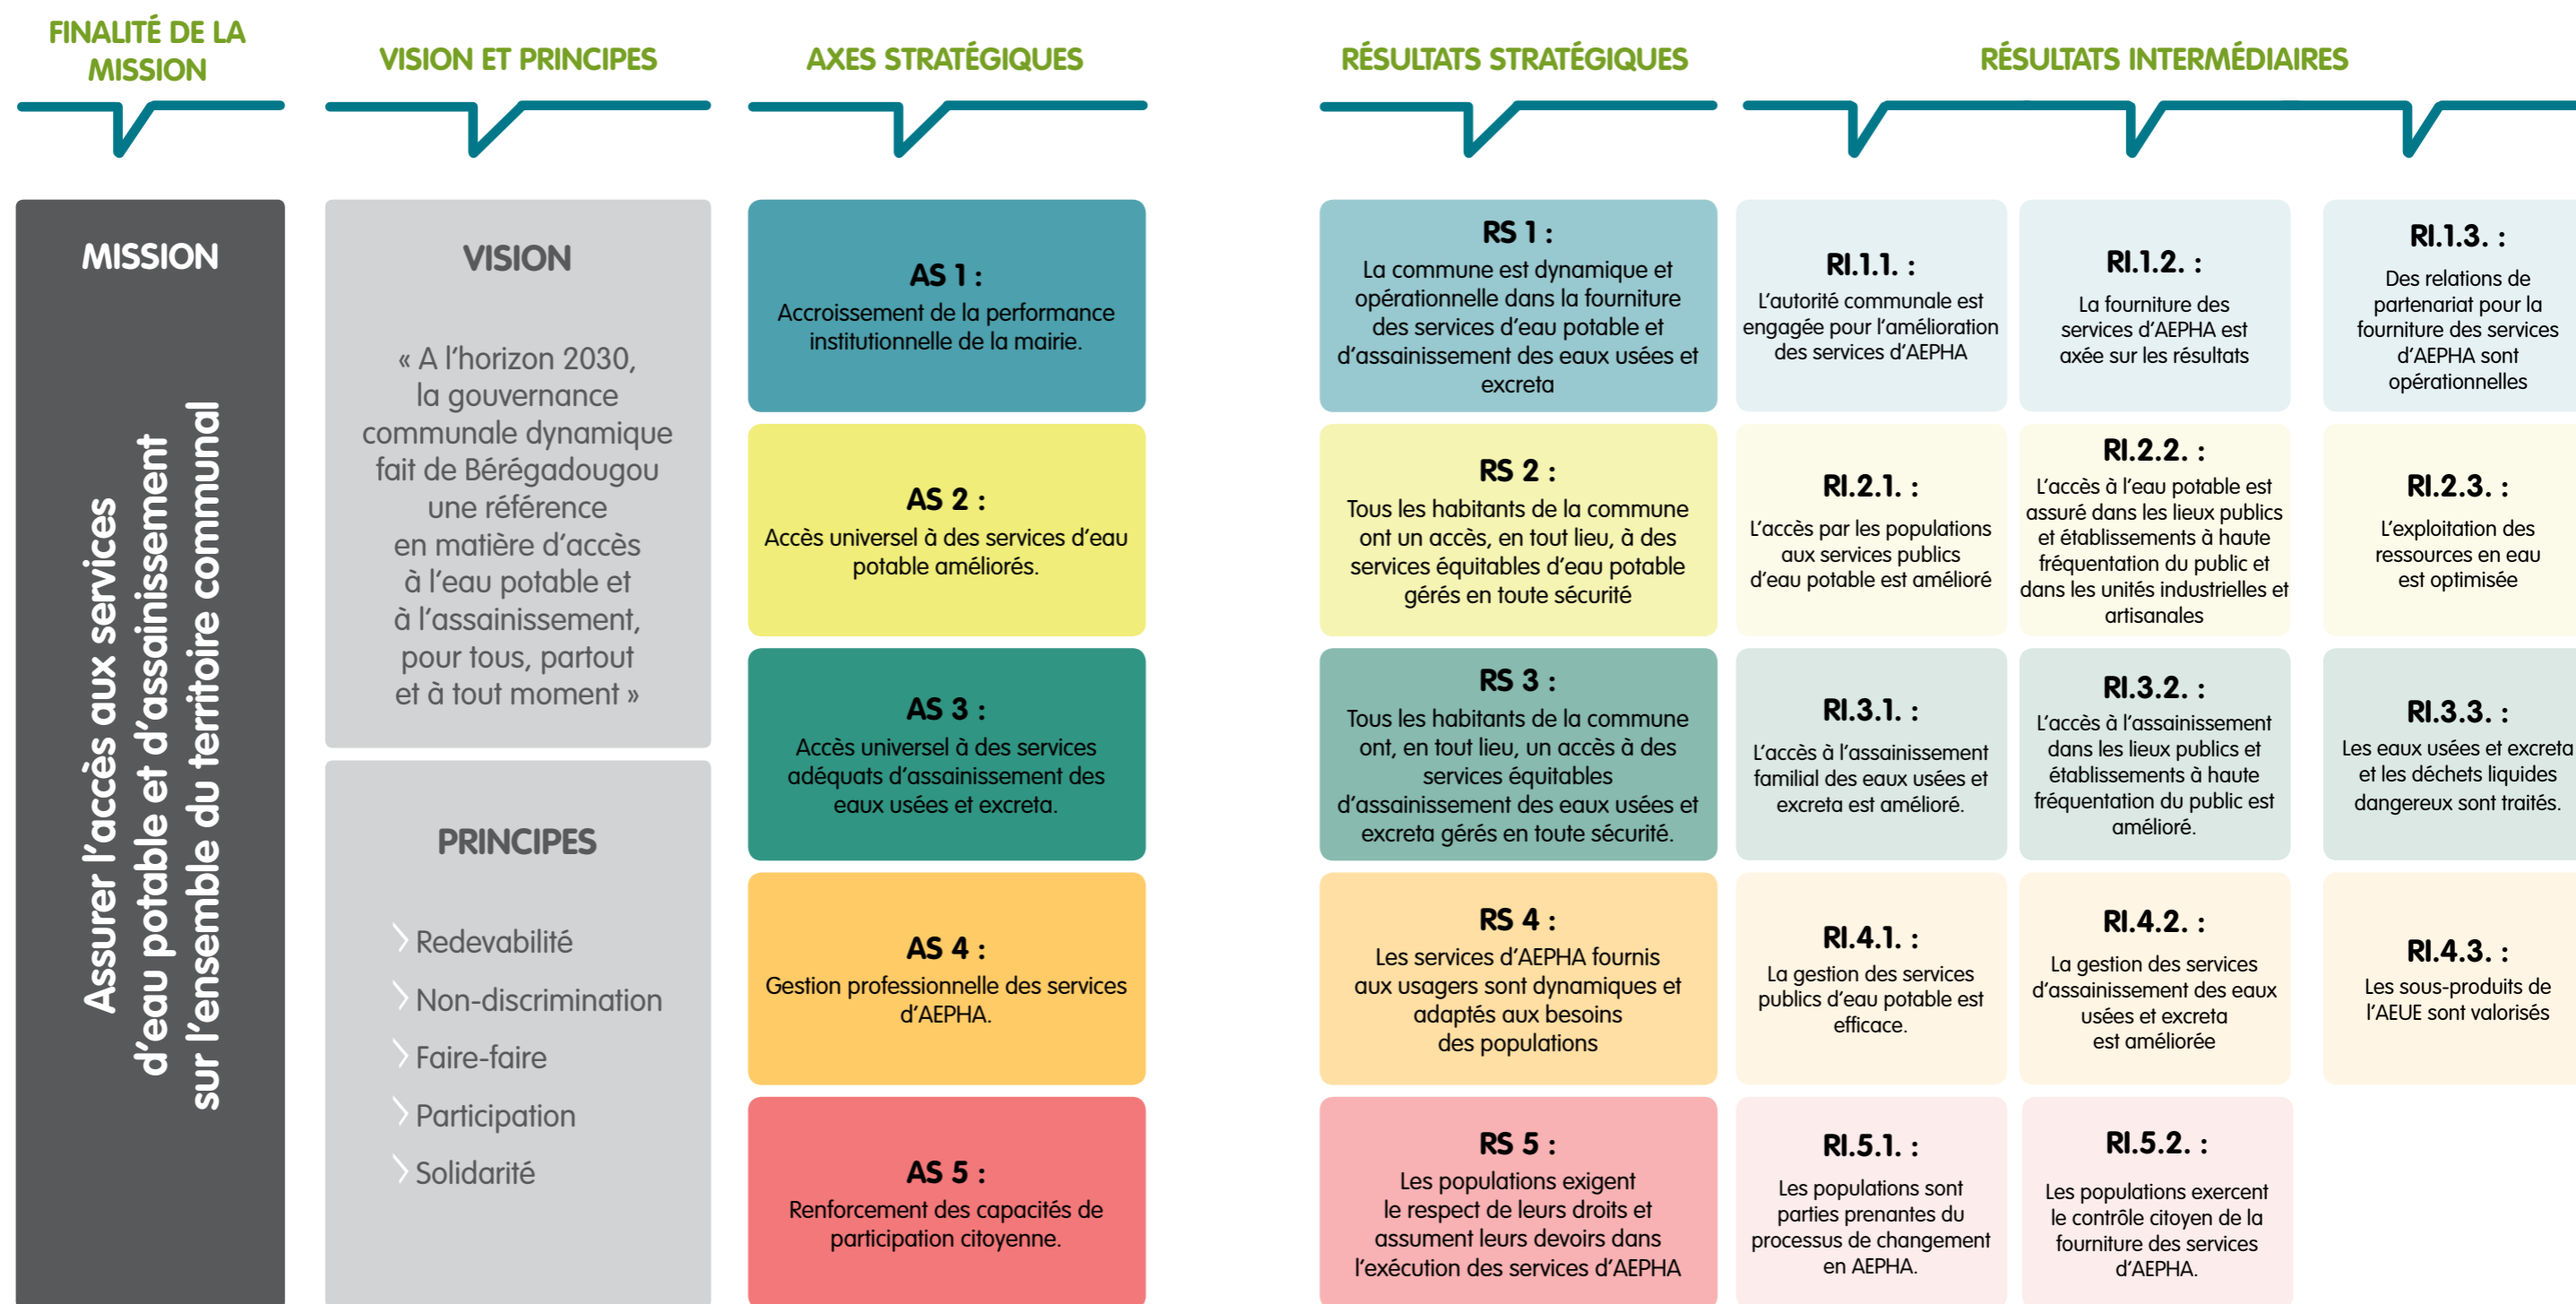 FINALITÉ DE LA
MISSION
VISION ET PRINCIPES
AXES STRATÉGIQUES
RÉSULTATS STRATÉGIQUES
RÉSULTATS INTERMÉDIAIRES
MISSION
Assurer l'accès aux services
d'eau potable et d'assainissement
sur l'ensemble du territoire communal
VISION
« A l'horizon 2030,
la gouvernance
communale dynamique
fait de Bérégadougou
une référence
en matière d'accès
à l'eau potable et
à l'assainissement,
pour tous, partout
et à tout moment »
PRINCIPES
Redevabilité
Non-discrimination
Faire-faire
Participation
Solidarité
AS 1 :
Accroissement de la performance
institutionnelle de la mairie.
RS 1 :
La commune est dynamique et
opérationnelle dans la fourniture
des services d'eau potable et
d'assainissement des eaux usées et
excreta
RI.1.1. :
L'autorité communale est
engagée pour l'amélioration
des services d'AEPHA
RI.1.2. :
La fourniture des
services d'AEPHA est
axée sur les résultats
RI.1.3. :
Des relations de
partenariat pour la
fourniture des services
d'AEPHA sont
opérationnelles
AS 2 :
Accès universel à des services d'eau
potable améliorés.
RS 2 :
Tous les habitants de la commune
ont un accès, en tout lieu, à des
services équitables d'eau potable
gérés en toute sécurité
RI.2.1. :
L'accès par les populations
aux services publics
d'eau potable est amélioré
RI.2.2. :
L'accès à l'eau potable est
assuré dans les lieux publics
et établissements à haute
fréquentation du public et
dans les unités industrielles et
artisanales
RI.2.3. :
L'exploitation des
ressources en eau
est optimisée
AS 3 :
Accès universel à des services
adéquats d'assainissement des
eaux usées et excreta.
RS 3 :
Tous les habitants de la commune
ont, en tout lieu, un accès à des
services équitables
d'assainissement des eaux usées et
excreta gérés en toute sécurité.
RI.3.1. :
L'accès à l'assainissement
familial des eaux usées et
excreta est amélioré.
RI.3.2. :
L'accès à l'assainissement
dans les lieux publics et
établissements à haute
fréquentation du public est
amélioré.
RI.3.3. :
Les eaux usées et excreta
et les déchets liquides
dangereux sont traités.
AS 4 :
Gestion professionnelle des services
d'AEPHA.
RS 4 :
Les services d'AEPHA fournis
aux usagers sont dynamiques et
adaptés aux besoins
des populations
RI.4.1. :
La gestion des services
publics d'eau potable est
efficace.
RI.4.2. :
La gestion des services
d'assainissement des eaux
usées et excreta
est améliorée
RI.4.3. :
Les sous-produits de
l'AEUE sont valorisés
AS 5 :
Renforcement des capacités de
participation citoyenne.
RS 5 :
Les populations exigent
le respect de leurs droits et
assument leurs devoirs dans
l'exécution des services d'AEPHA
RI.5.1. :
Les populations sont
parties prenantes du
processus de changement
en AEPHA.
RI.5.2. :
Les populations exercent
le contrôle citoyen de la
fourniture des services
d'AEPHA.